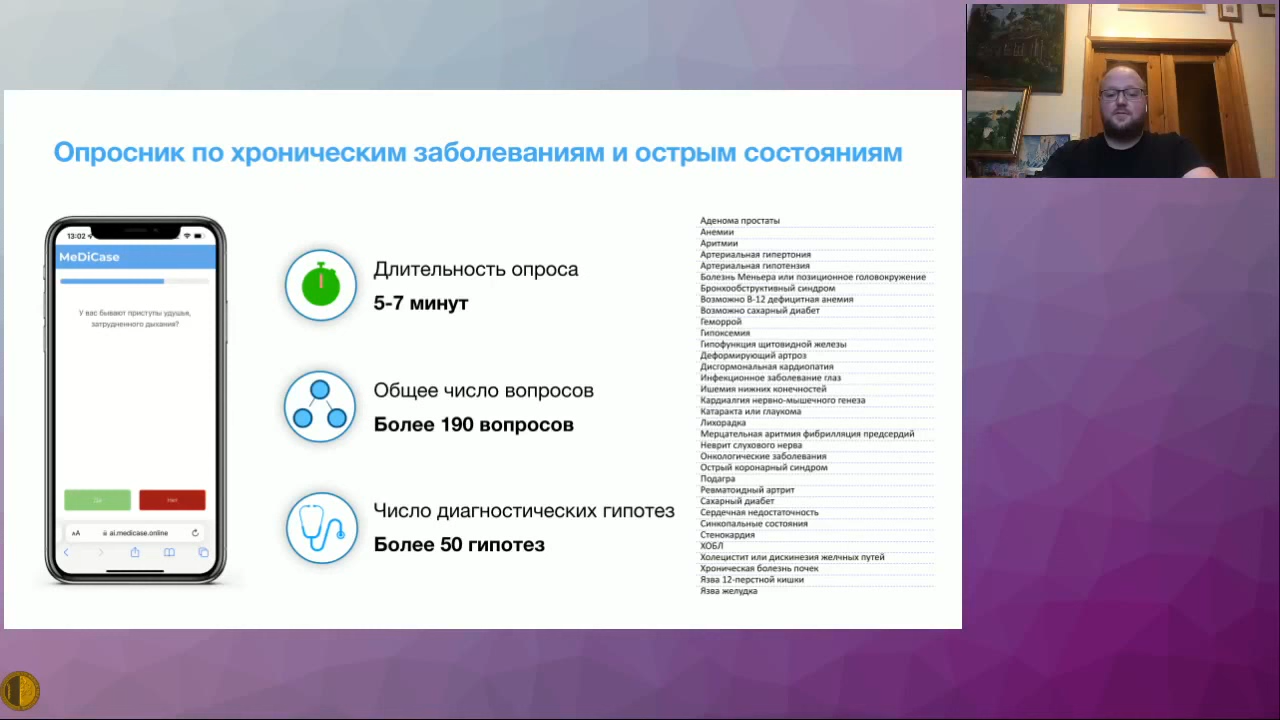 Опросник по хроническим заболеваниям и острым состояниям
13:02
MeDiCase
У вас бывают приступы удушья,
затрудненного дыхания?
Да
Нет
AA
ai.medicase.online
Длительность опроса
5-7 минут
Общее число вопросов
Более 190 вопросов
Число диагностических гипотез
Более 50 гипотез
Аденома простаты
Анемии
Аритмии
Артериальная гипертония
Артериальная гипотензия
Болезнь Меньера или позиционное головокружение
Бронхообструктивный синдром
Возможно В-12 дефицитная анемия
Возможно сахарный диабет
Геморрой
Гипоксемия
Гипофункция щитовидной железы
Деформирующий артроз
Дисгормональная кардиопатия
Инфекционное заболевание глаз
Ишемия нижних конечностей
Кардиалгия нервно-мышечного генеза
Катаракта или глаукома
Лихорадка
Мерцательная аритмия фибрилляция предсердий
Неврит слухового нерва
Онкологические заболевания
Острый коронарный синдром
Подагра
Ревматоидный артрит
Сахарный диабет
Сердечная недостаточность
Синкопальные состояния
Стенокардия
ХОБЛ
Холецистит или дискинезия желчных путей
Хроническая болезнь почек
Язва 12-перстной кишки
Язва желудка